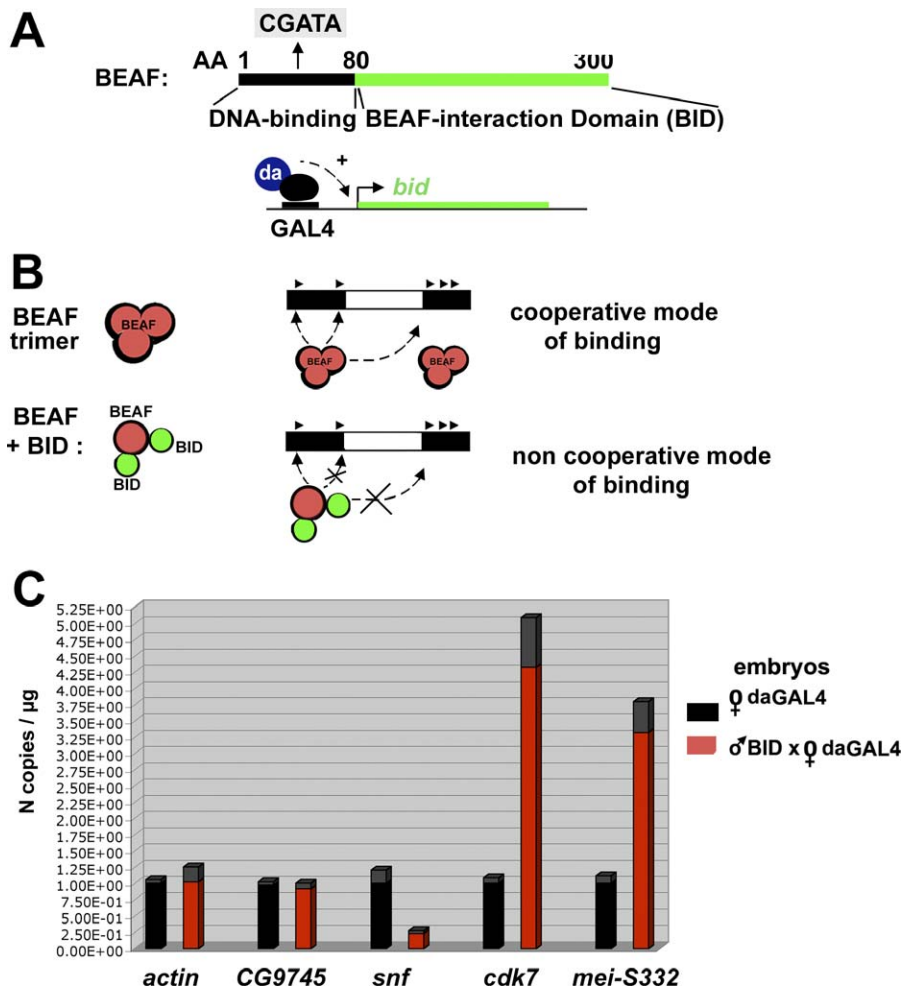 A
CGATA
AA 1 80 300
BEAF:
DNA-binding BEAF-interaction Domain (BID)
da
+
bid
GAL4
B
BEAF
trimer
BEAF
BEAF
BEAF
cooperative mode
of binding
BEAF
+ BID :
BEAF
BID
BID
non cooperative mode
of binding
C
N copies / µg
5.25E+00
5.00E+00
4.75E+00
4.50E+00
4.25E+00
4.00E+00
3.75E+00
3.50E+00
3.25E+00
3.00E+00
2.75E+00
2.50E+00
2.25E+00
2.00E+00
1.75E+00
1.50E+00
1.25E+00
1.00E+00
7.50E-01
5.00E-01
2.50E-01
0.00E+00
actin CG9745 snf cdk7 mei-S332
embryos
♀ daGAL4
♂ BID x ♀ daGAL4